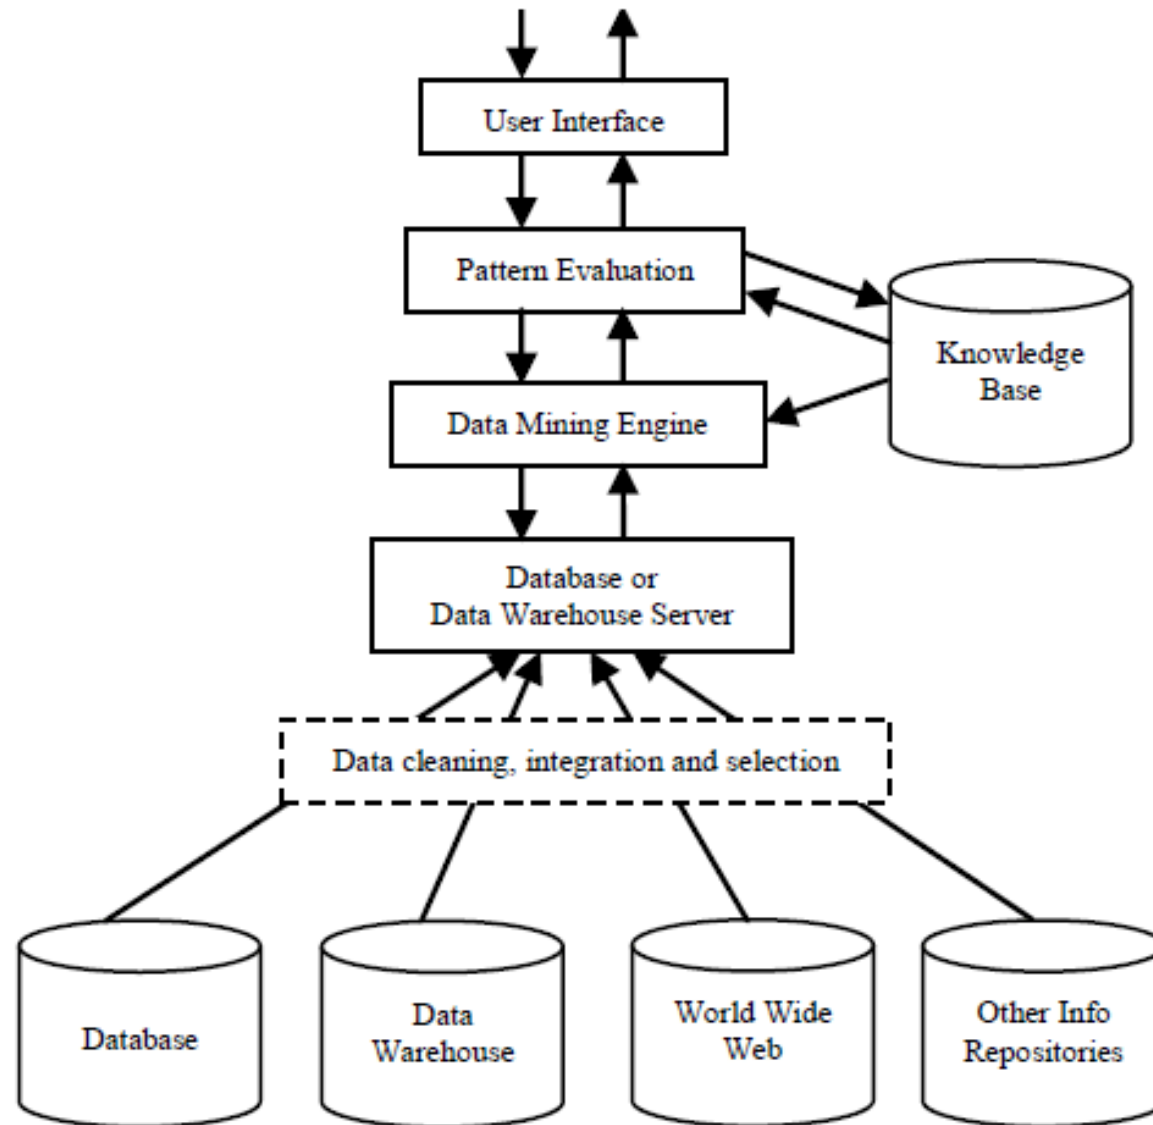 User Interface
Pattern Evaluation
Knowledge
Base
Data Mining Engine
Database or
Data Warehouse Server
Data cleaning, integration and selection
Database
Data
Warehouse
World Wide
Web
Other Info
Repositories